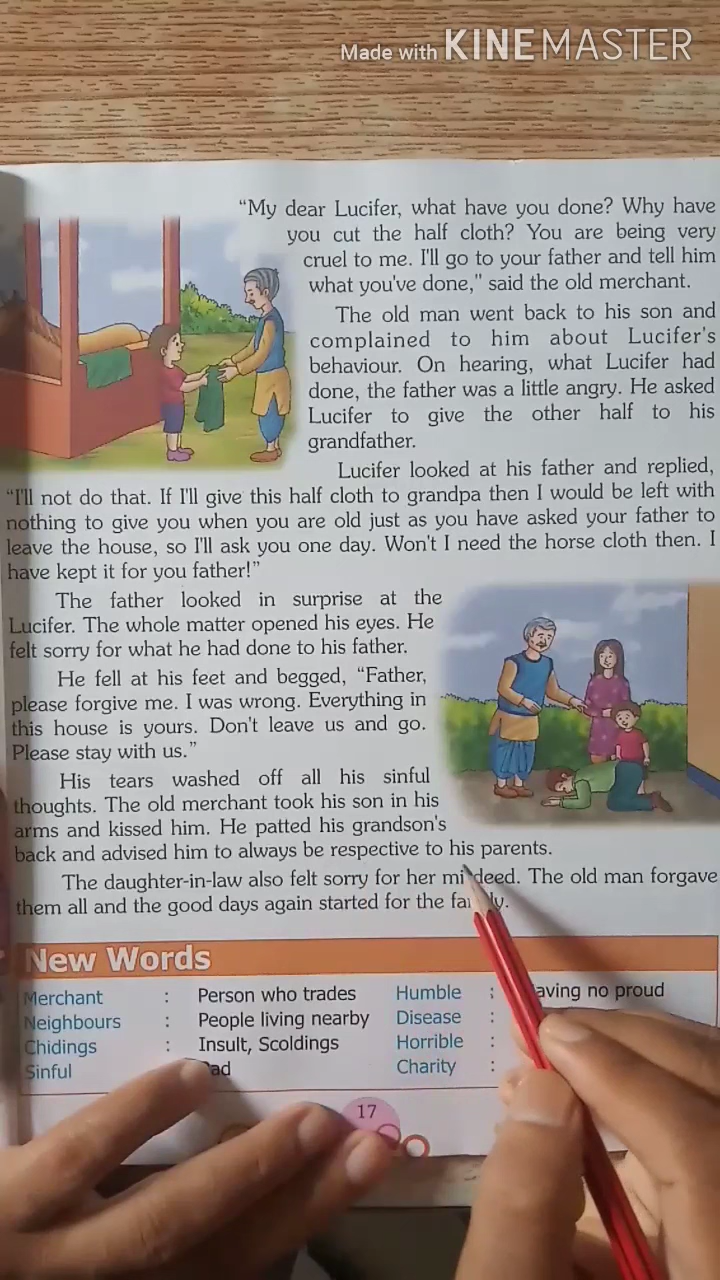 Made with KINEMASTER
"My dear Lucifer, what have you done? Why have
you cut the half cloth? You are being very
cruel to me. I'll go to your father and tell him
what you've done," said the old merchant.
The old man went back to his son and
complained to him about Lucifer's
behaviour. On hearing, what Lucifer had
done, the father was a little angry. He asked
Lucifer to give the other half to his
grandfather.
Lucifer looked at his father and replied,
"I'll not do that. If I'll give this half cloth to grandpa then I would be left with
nothing to give you when you are old just as you have asked your father to
leave the house, so I'll ask you one day. Won't I need the horse cloth then. I
have kept it for you father!"
The father looked in surprise at the
Lucifer. The whole matter opened his eyes. He
felt sorry for what he had done to his father.
He fell at his feet and begged, "Father,
please forgive me. I was wrong. Everything in
this house is yours. Don't leave us and go.
Please stay with us."
His tears washed off all his sinful
thoughts. The old merchant took his son in his
arms and kissed him. He patted his grandson's
back and advised him to always be respective to his parents.
The daughter-in-law also felt sorry for her deed. The old man forgave
them all and the good days again started for the
New Words
Merchant : Person who trades Humble : having no proud
Neighbours : People living nearby Disease :
Chidings : Insult, Scoldings Horrible :
Sinful Charity :
17